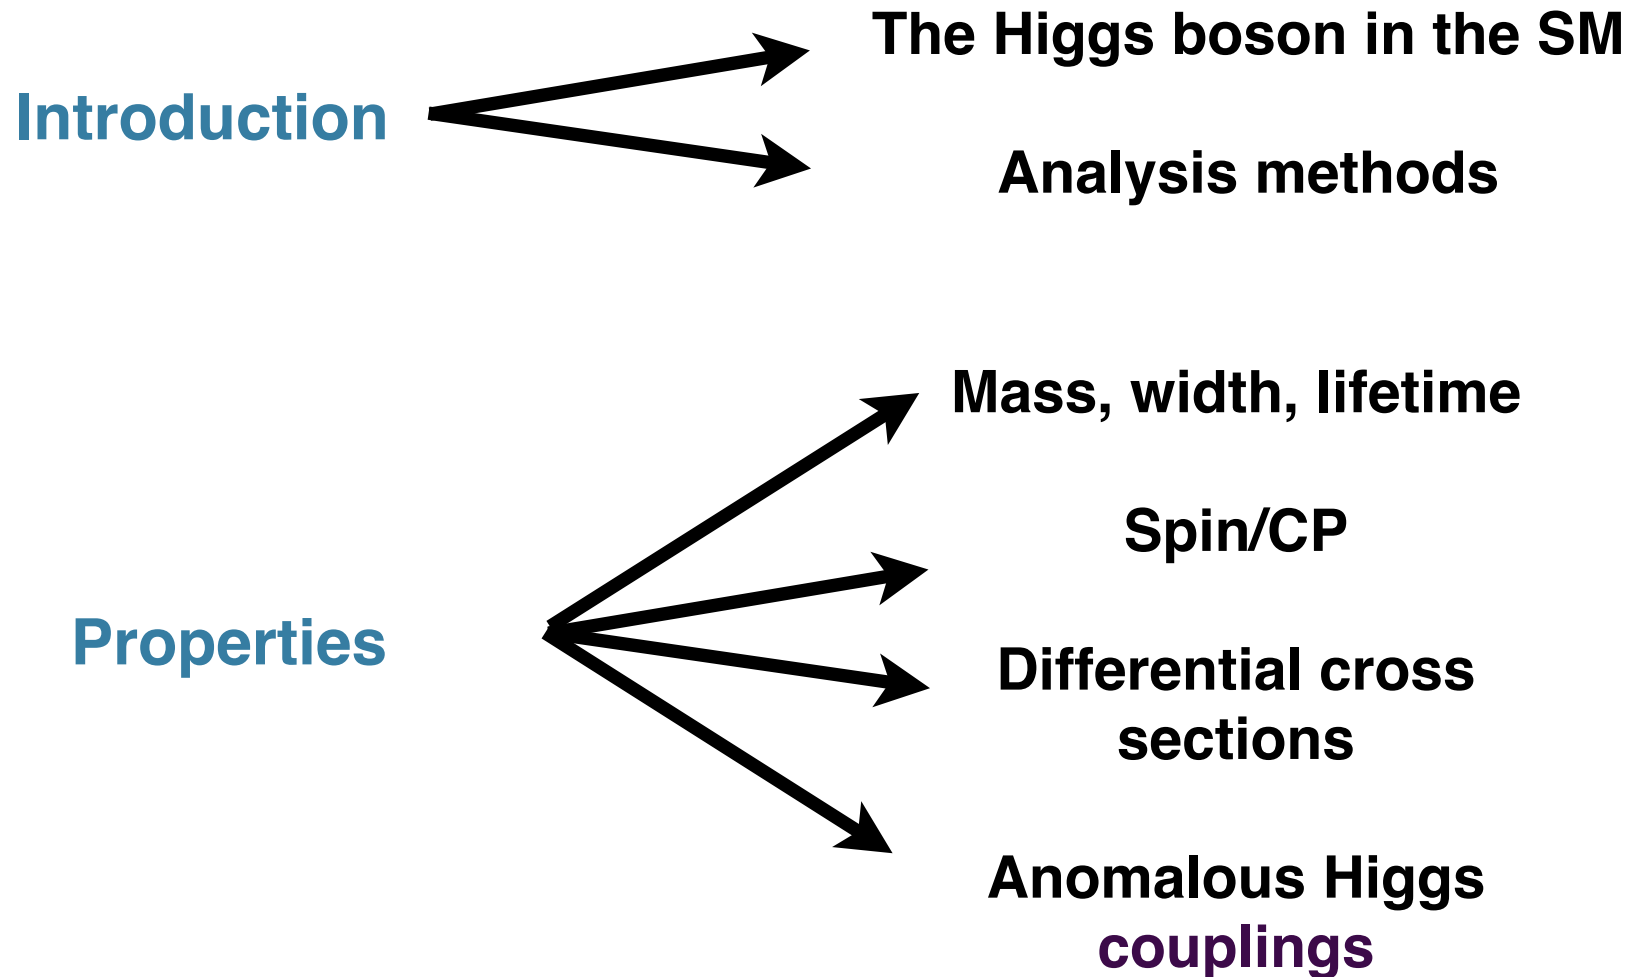 The Higgs boson in the SM
Introduction
Analysis methods
Mass, width, lifetime
Spin/CP
Properties
Differential cross
sections
Anomalous Higgs
couplings